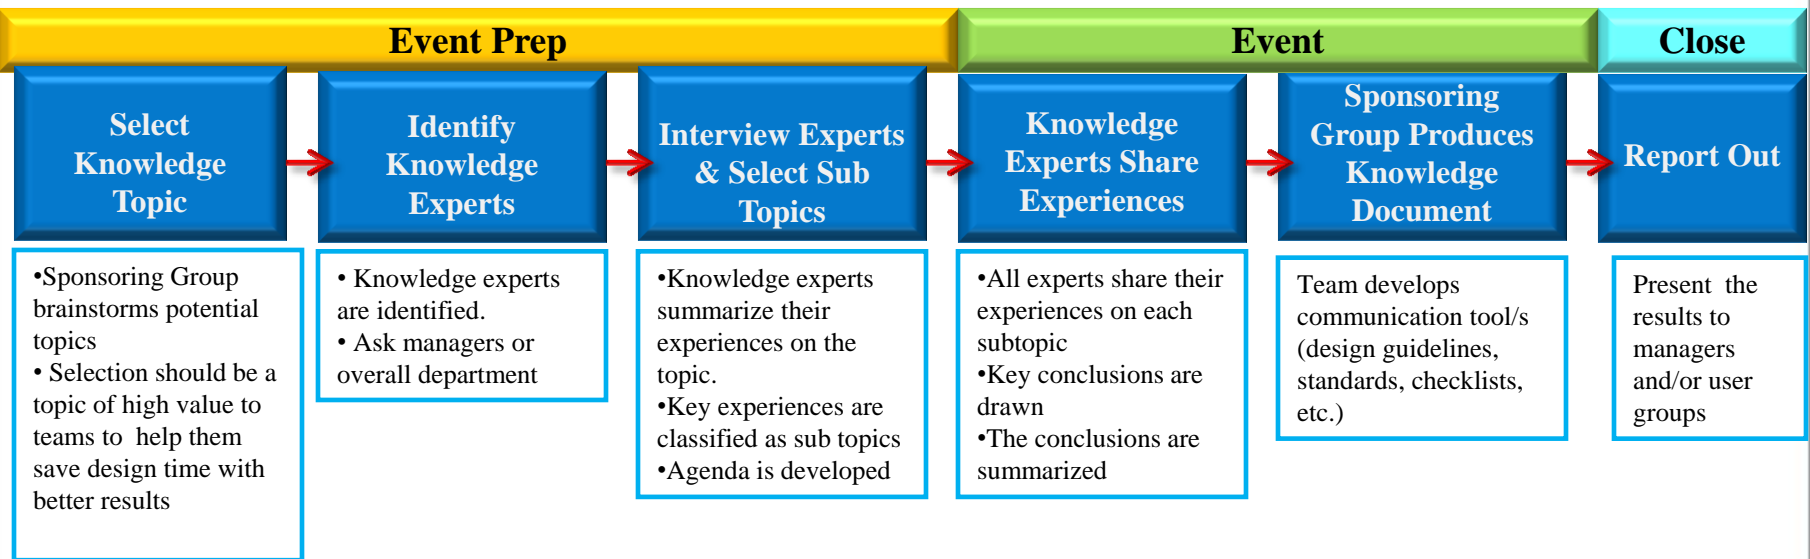 Event Prep
Event
Close
Select
Knowledge
Topic
Identify
Knowledge
Experts
Interview Experts
& Select Sub
Topics
Knowledge
Experts Share
Experiences
Sponsoring
Group Produces
Knowledge
Document
Report Out
•Sponsoring Group
brainstorms potential
topics
• Selection should be a
topic of high value to
teams to  help them
save design time with
better results
• Knowledge experts
are identified.
• Ask managers or
overall department
•Knowledge experts
summarize their
experiences on the
topic.
•Key experiences are
classified as sub topics
•Agenda is developed
•All experts share their
experiences on each
subtopic
•Key conclusions are
drawn
•The conclusions are
summarized
Team develops
communication tool/s
(design guidelines,
standards, checklists,
etc.)
Present  the
results to
managers
and/or user
groups